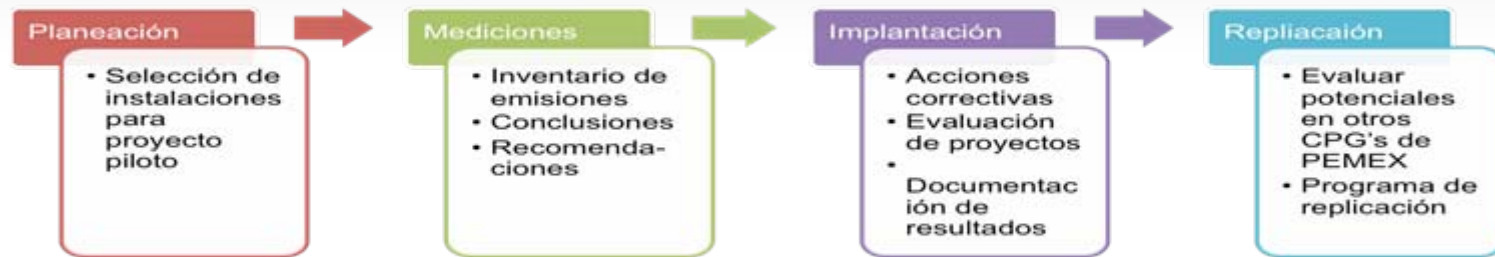 Planeación
• Selección de
instalaciones
para
proyecto
piloto
Mediciones
• Inventario de
emisiones
• Conclusiones
• Recomenda-
ciones
Implantación
• Acciones
correctivas
• Evaluación
de proyectos
•
Documentac
ión de
resultados
Repliacaión
• Evaluar
potenciales
en otros
CPG's de
PEMEX
• Programa de
replicación